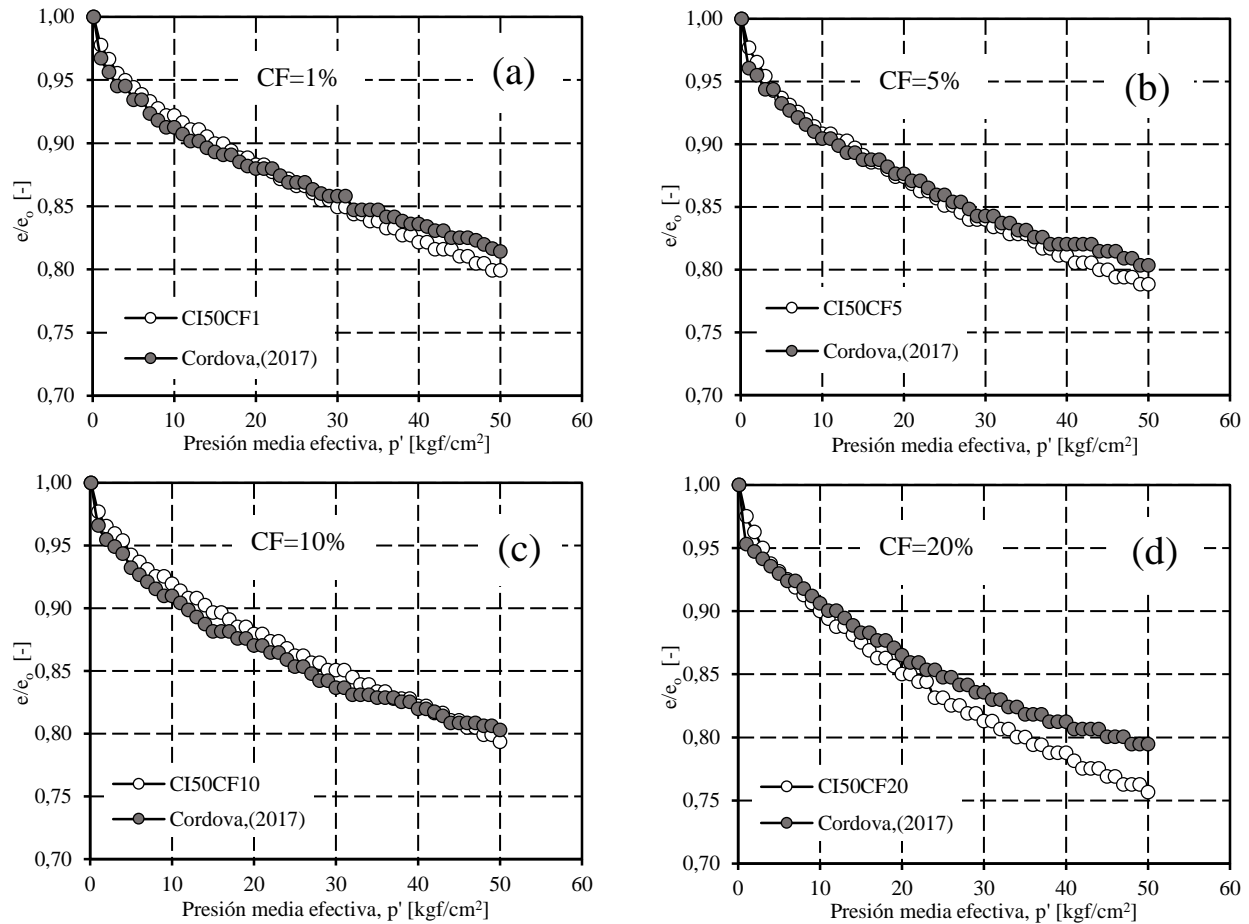 1,00
0,95
0,90
0,85
0,80
0,75
0,70
e/eₒ [-]
CF=1%
(a)
CI50CF1
Cordova,(2017)
0 10 20 30 40 50 60
Presión media efectiva, p' [kgf/cm²]
1,00
0,95
0,90
0,85
0,80
0,75
0,70
e/eₒ [-]
CF=5%
(b)
CI50CF5
Cordova,(2017)
0 10 20 30 40 50 60
Presión media efectiva, p' [kgf/cm²]
1,00
0,95
0,90
0,85
0,80
0,75
0,70
e/eₒ [-]
CF=10%
(c)
CI50CF10
Cordova,(2017)
0 10 20 30 40 50 60
Presión media efectiva, p' [kgf/cm²]
1,00
0,95
0,90
0,85
0,80
0,75
0,70
e/eₒ [-]
CF=20%
(d)
CI50CF20
Cordova,(2017)
0 10 20 30 40 50 60
Presión media efectiva, p' [kgf/cm²]